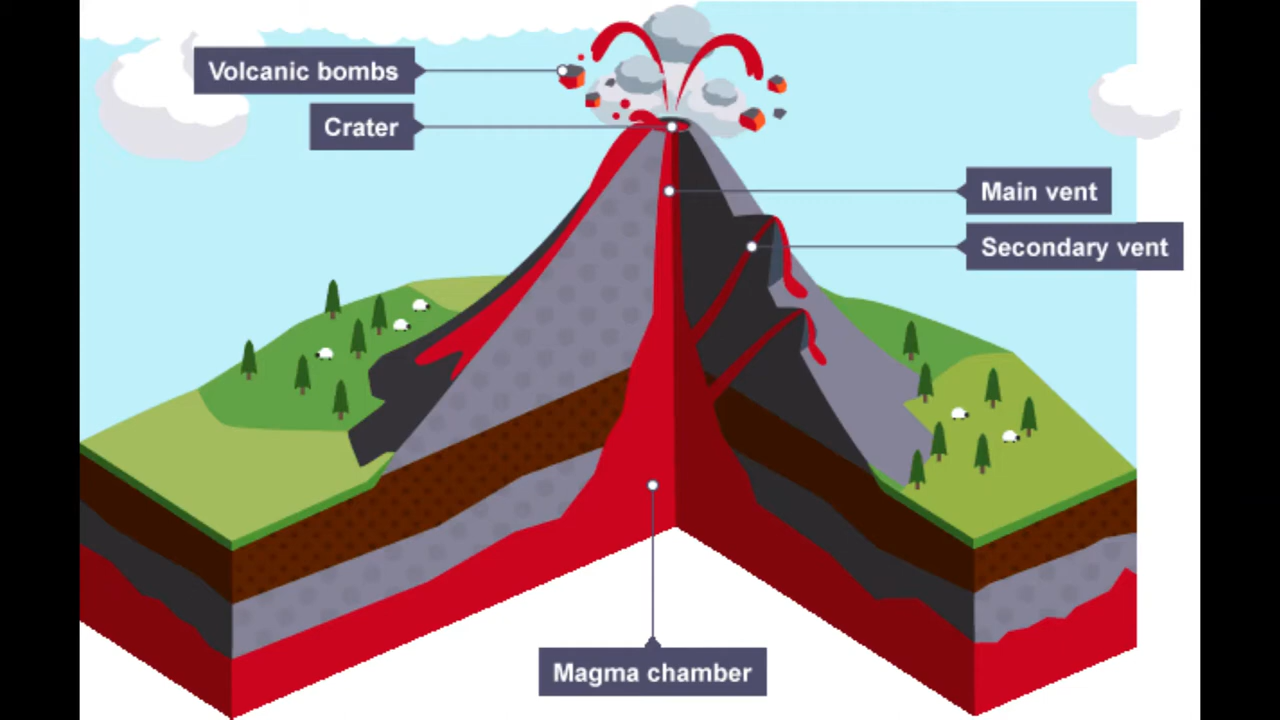 Volcanic bombs
Crater
Main vent
Secondary vent
Magma chamber